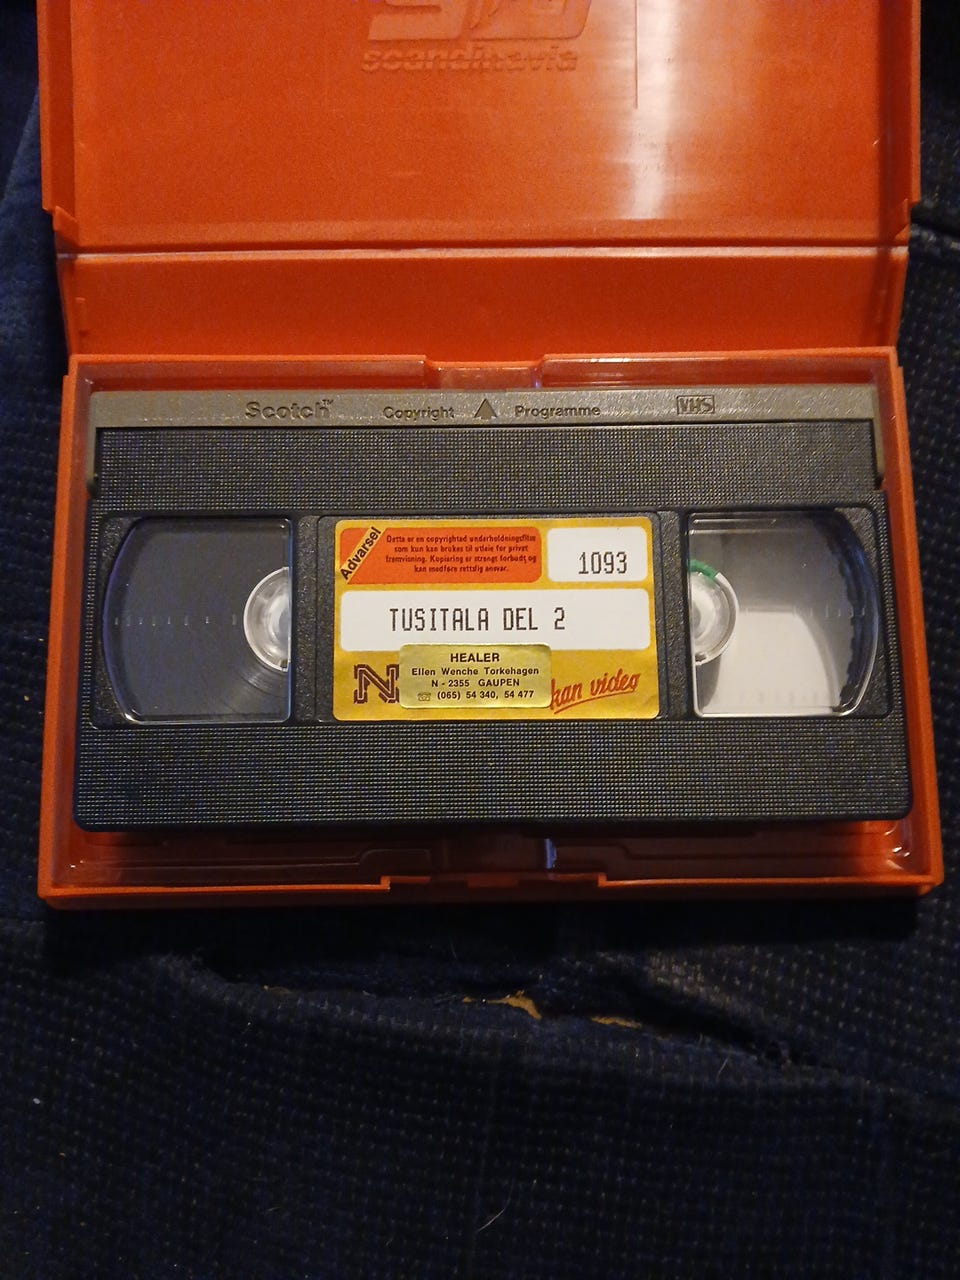 scandinavia
Scotch™ Copyright Programme VHS
Advarsel
Dette er en copyrighted underholdningsfilm
som kun kan brukes til utleie for privat
fremvisning. Kopiering er strengt forbudt og
kan medføre rettslig ansvar.
1093
TUSITALA DEL 2
HEALER
Ellen Wenche Torkehagen
N - 2355 GAUPEN
☏ (065) 54 340, 54 477
N
kan video